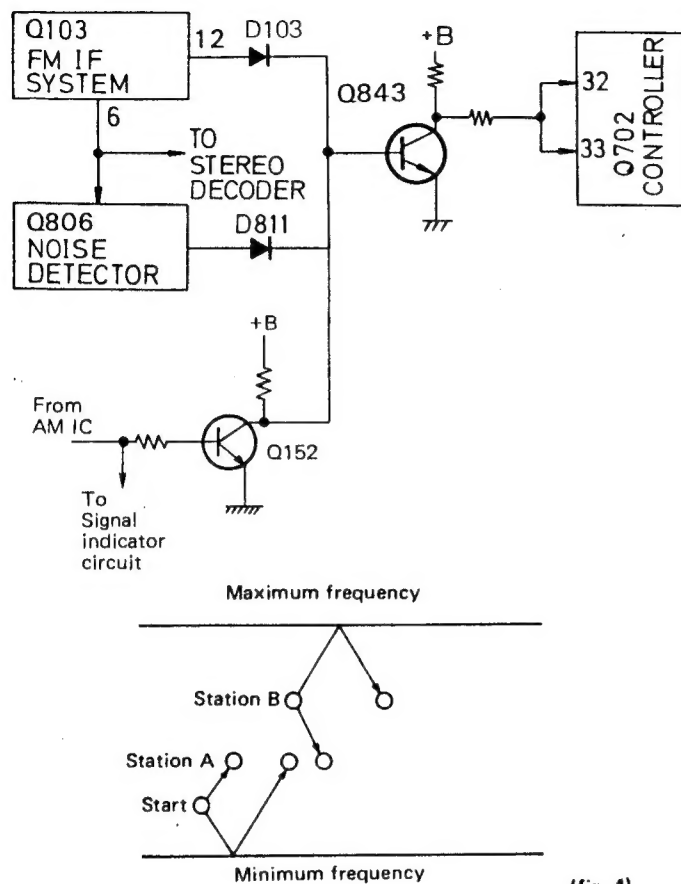 Q103
FM IF
SYSTEM
12
D103
6
TO
STEREO
DECODER
Q806
NOISE
DETECTOR
D811
+B
Q843
32
33
Q702
CONTROLLER
+B
From
AM IC
Q152
To
Signal
indicator
circuit
Maximum frequency
Station B
Station A
Start
Minimum frequency